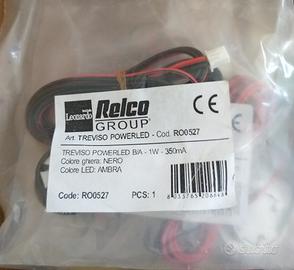 Leonardo
Relco
GROUP
CE
Art. TREVISO POWERLED - Cod. RO0527
TREVISO POWERLED B/A - 1W - 350mA
Colore ghiera: NERO
Colore LED: AMBRA
Code: RO0527
PCS: 1
subito